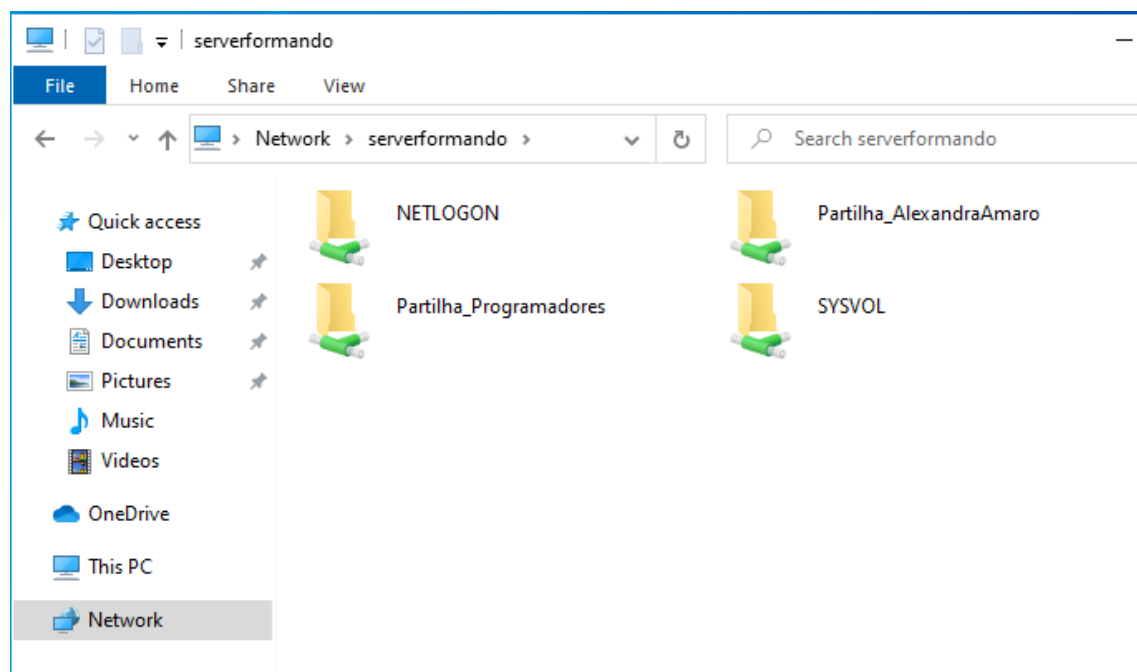 serverformando
File Home Share View
Network serverformando
Search serverformando
Quick access
Desktop
Downloads
Documents
Pictures
Music
Videos
OneDrive
This PC
Network
NETLOGON
Partilha_AlexandraAmaro
Partilha_Programadores
SYSVOL